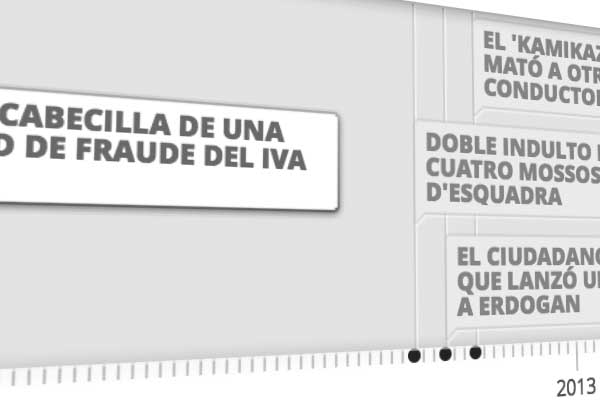 CABECILLA DE UNA
DE FRAUDE DEL IVA
EL 'KAMIKAZ
MATÓ A OTR
CONDUCTO
DOBLE INDULTO
CUATRO MOSSOS
D'ESQUADRA
EL CIUDADANO
QUE LANZÓ U
A ERDOGAN
2013